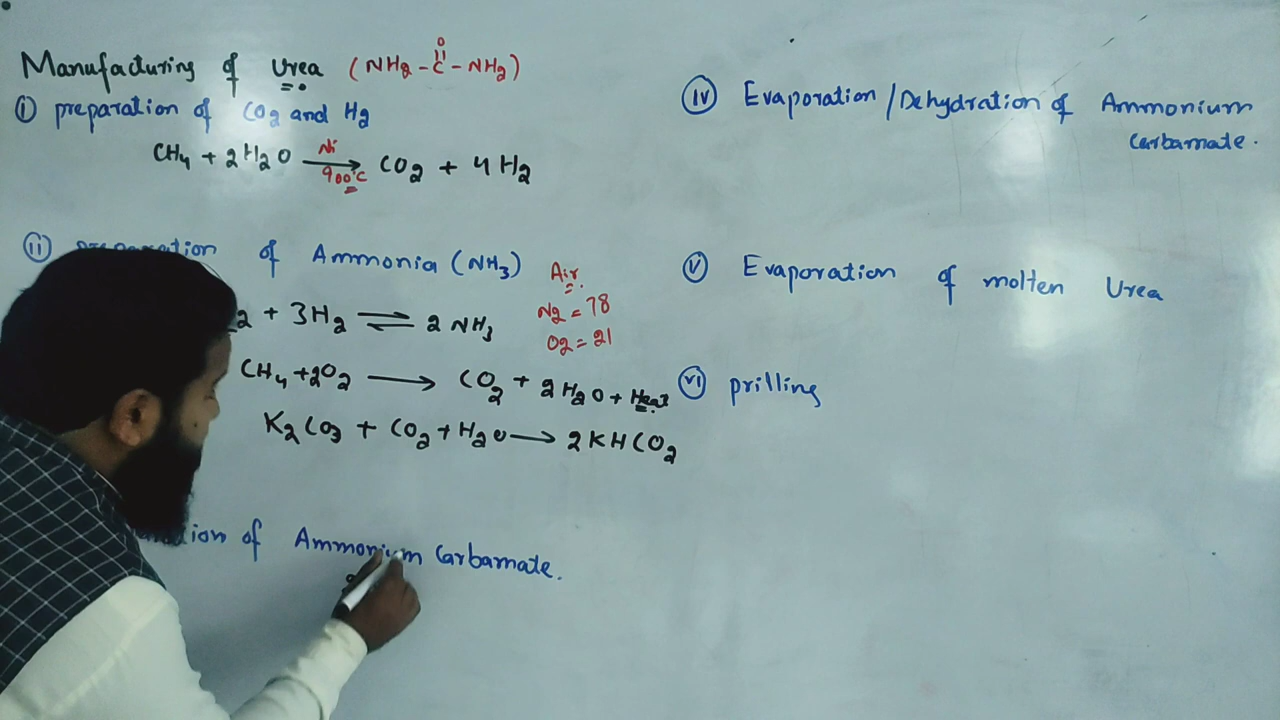 Manufacturing of Urea (NH2-C-NH2)
O
(i) preparation of CO2 and H2
CH4 + 2H2O → CO2 + 4H2
Ni
900°C
(ii) of Ammonia (NH3)
2 + 3H2 ⇌ 2NH3
Air
N2 = 78
O2 = 21
CH4 + 2O2 → CO2 + 2H2O + Heat
K2CO3 + CO2 + H2O → 2KHCO2
of Ammonium Carbamate.
(iv) Evaporation / Dehydration of Ammonium
Carbamate.
(v) Evaporation of molten Urea
(vi) prilling